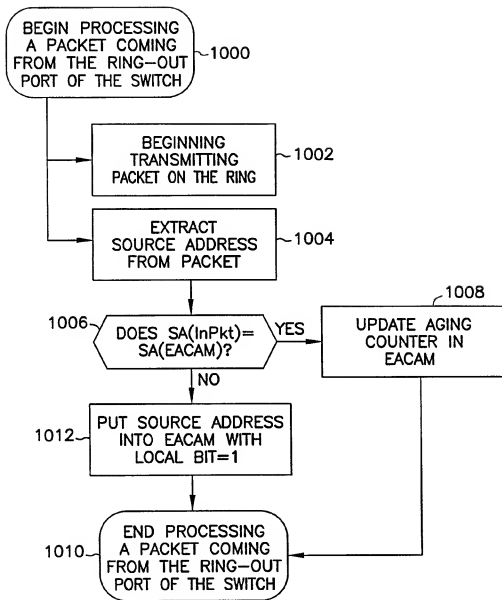 BEGIN PROCESSING
A PACKET COMING
FROM THE RING-OUT
PORT OF THE SWITCH
1000
BEGINNING
TRANSMITTING
PACKET ON THE RING
1002
EXTRACT
SOURCE ADDRESS
FROM PACKET
1004
1006
DOES SA(InPkt)=
SA(EACAM)?
YES
NO
1008
UPDATE AGING
COUNTER IN
EACAM
1012
PUT SOURCE ADDRESS
INTO EACAM WITH
LOCAL BIT=1
1010
END PROCESSING
A PACKET COMING
FROM THE RING-OUT
PORT OF THE SWITCH